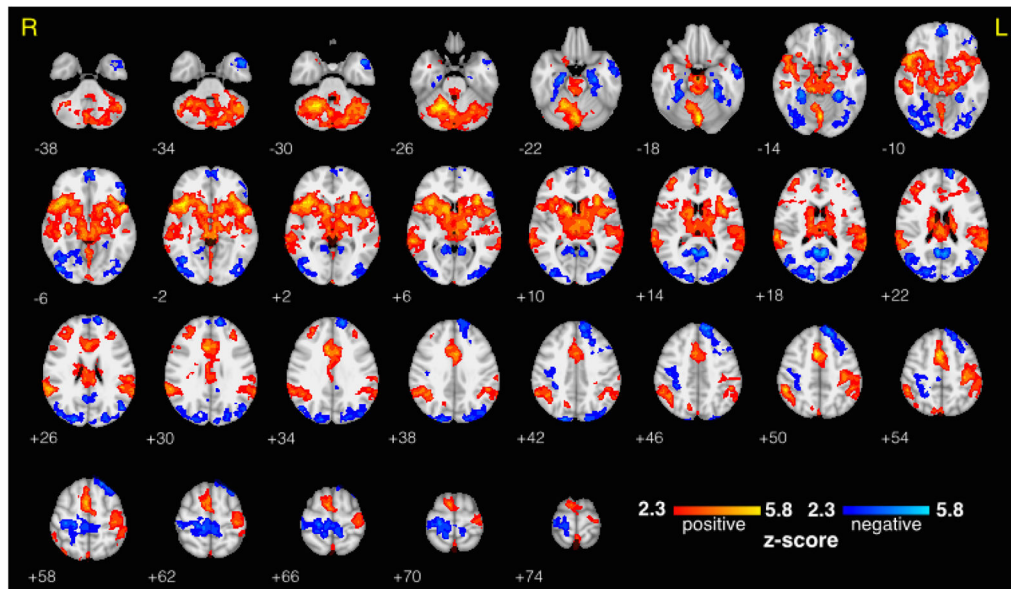 R L
-38 -34 -30 -26 -22 -18 -14 -10
-6 -2 +2 +6 +10 +14 +18 +22
+26 +30 +34 +38 +42 +46 +50 +54
2.3 5.8 2.3 5.8
positive negative
z-score
+58 +62 +66 +70 +74